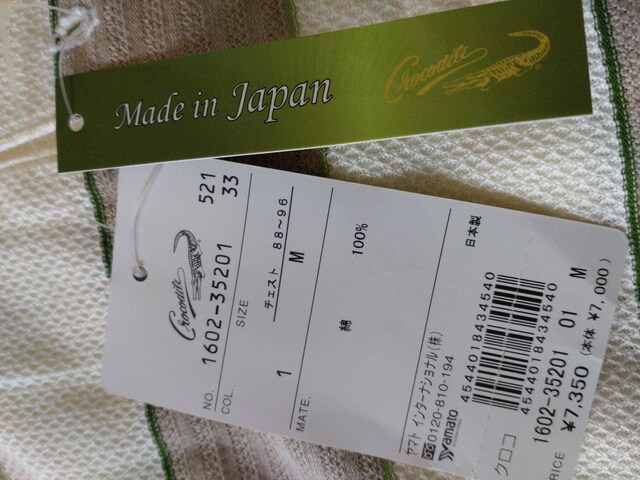 Made in Japan
Crocodile
Crocodile
NO. 1602-35201 521
COL. 33
SIZE
チェスト 88~96
1 M
MATE.
綿 100%
日本製
ヤマト インターナショナル(株)
0120-810-194
Yamato
4544018434540
4544018434540
クロコ
1602-35201 01 M
PRICE ¥7,350 (本体 ¥7,000)